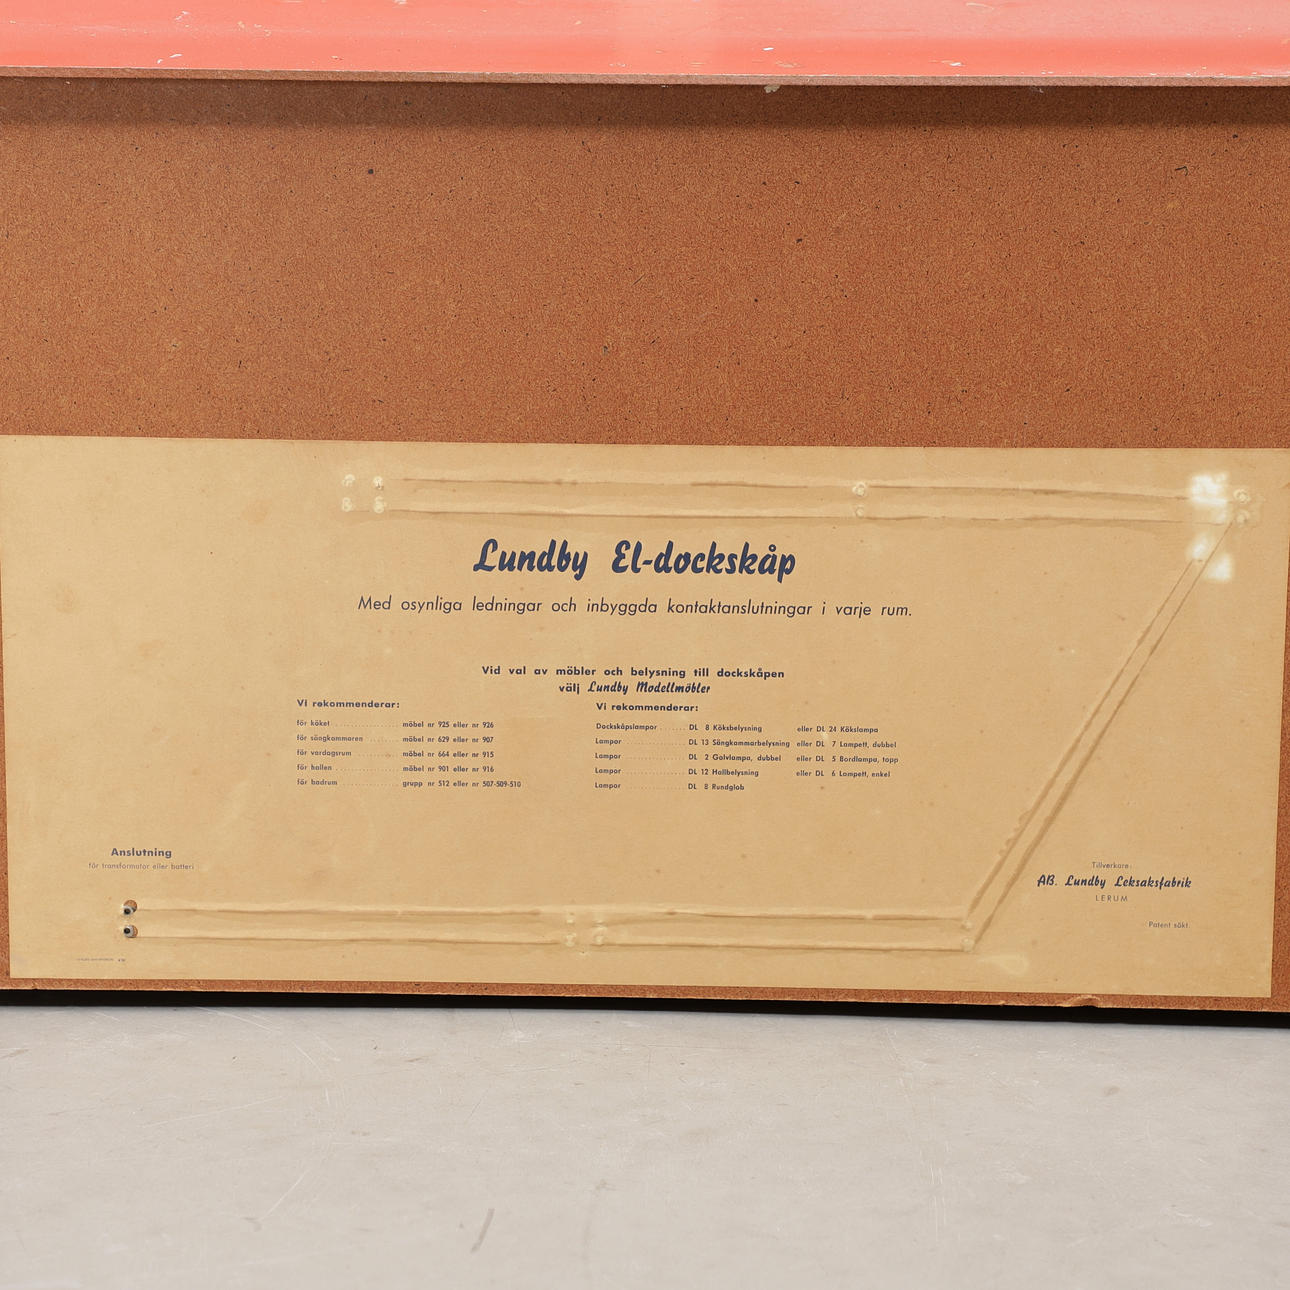 Lundby El-dockskåp
Med osynliga ledningar och inbyggda kontaktanslutningar i varje rum.
Vid val av möbler och belysning till dockskåpen
välj Lundby Modellmöbler
Vi rekommenderar:
för köket ................ möbel nr 925 eller nr 926
för sängkammaren ....... möbel nr 629 eller nr 907
för vardagsrum ........... möbel nr 664 eller nr 915
för hallen ................ möbel nr 901 eller nr 916
för badrum ............... grupp nr 512 eller nr 507-509-510
Vi rekommenderar:
Dockskåpslampor ....... DL 8 Köksbelysning eller DL 24 Kökslampa
Lampor ................ DL 13 Sängkammarbelysning eller DL 7 Lampett, dubbel
Lampor ................ DL 2 Golvlampa, dubbel eller DL 5 Bordlampa, topp
Lampor ................ DL 12 Hallbelysning eller DL 6 Lampett, enkel
Lampor ................ DL 8 Rundglob
Anslutning
för transformator eller batteri
Tillverkare:
AB. Lundby Leksaksfabrik
LERUM
Patent sökt.